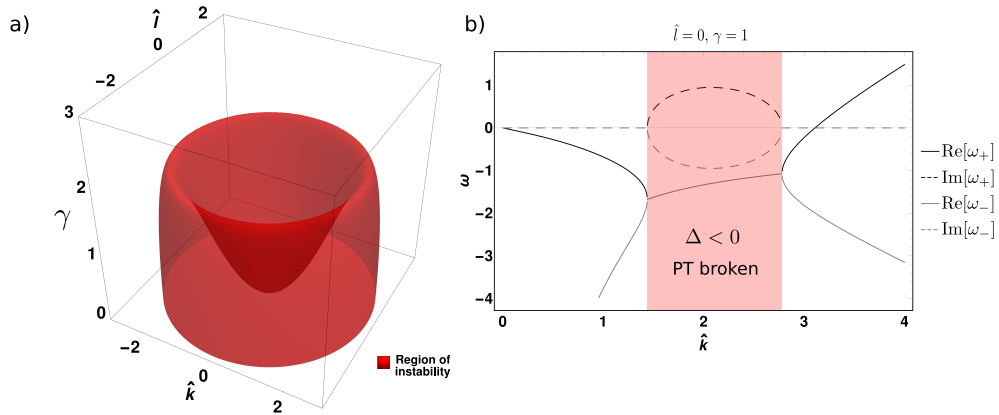 a)
l̂
2
0
−2
3
2
γ
1
0
−2
0
k̂
2
Region of
instability
b)
l̂ = 0, γ = 1
1
0
−1
ω
−2
−3
−4
Δ < 0
PT broken
0
1
2
3
4
k̂
Re[ω₊]
Im[ω₊]
Re[ω₋]
Im[ω₋]